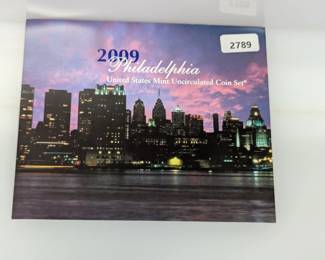 2009
Philadelphia
United States Mint Uncirculated Coin Set®
2789